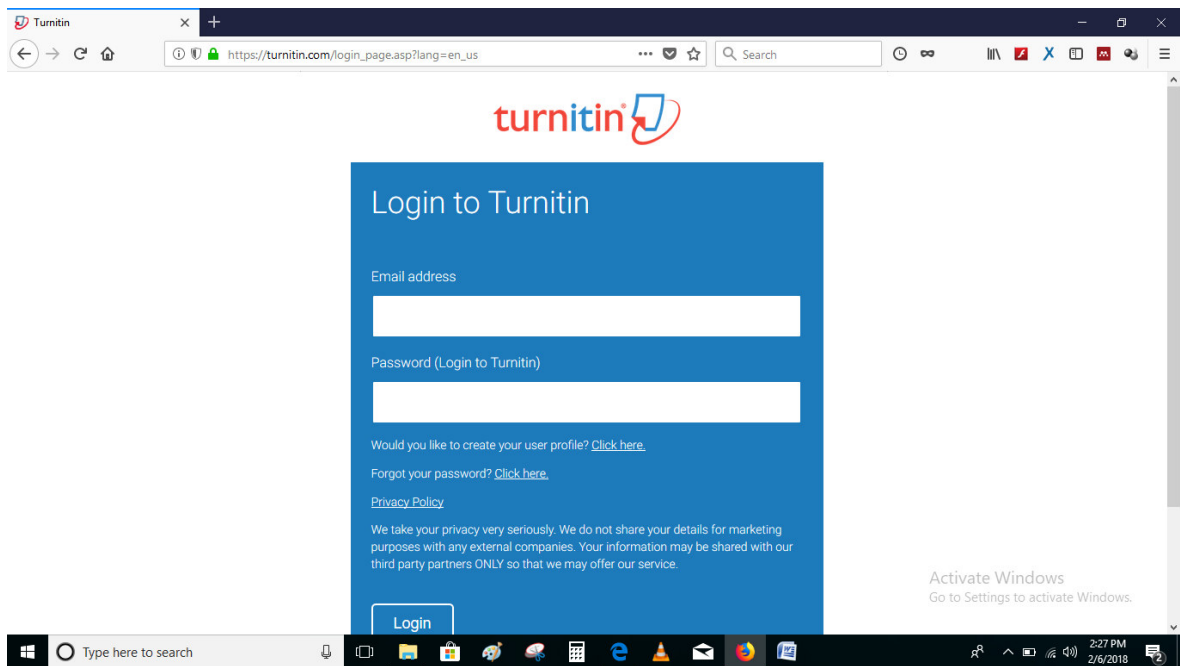 Turnitin
https://turnitin.com/login_page.asp?lang=en_us
Search
turnitin
Login to Turnitin
Email address
Password (Login to Turnitin)
Would you like to create your user profile? Click here.
Forgot your password? Click here.
Privacy Policy
We take your privacy very seriously. We do not share your details for marketing
purposes with any external companies. Your information may be shared with our
third party partners ONLY so that we may offer our service.
Login
Activate Windows
Go to Settings to activate Windows.
Type here to search
2:27 PM
2/6/2018
2